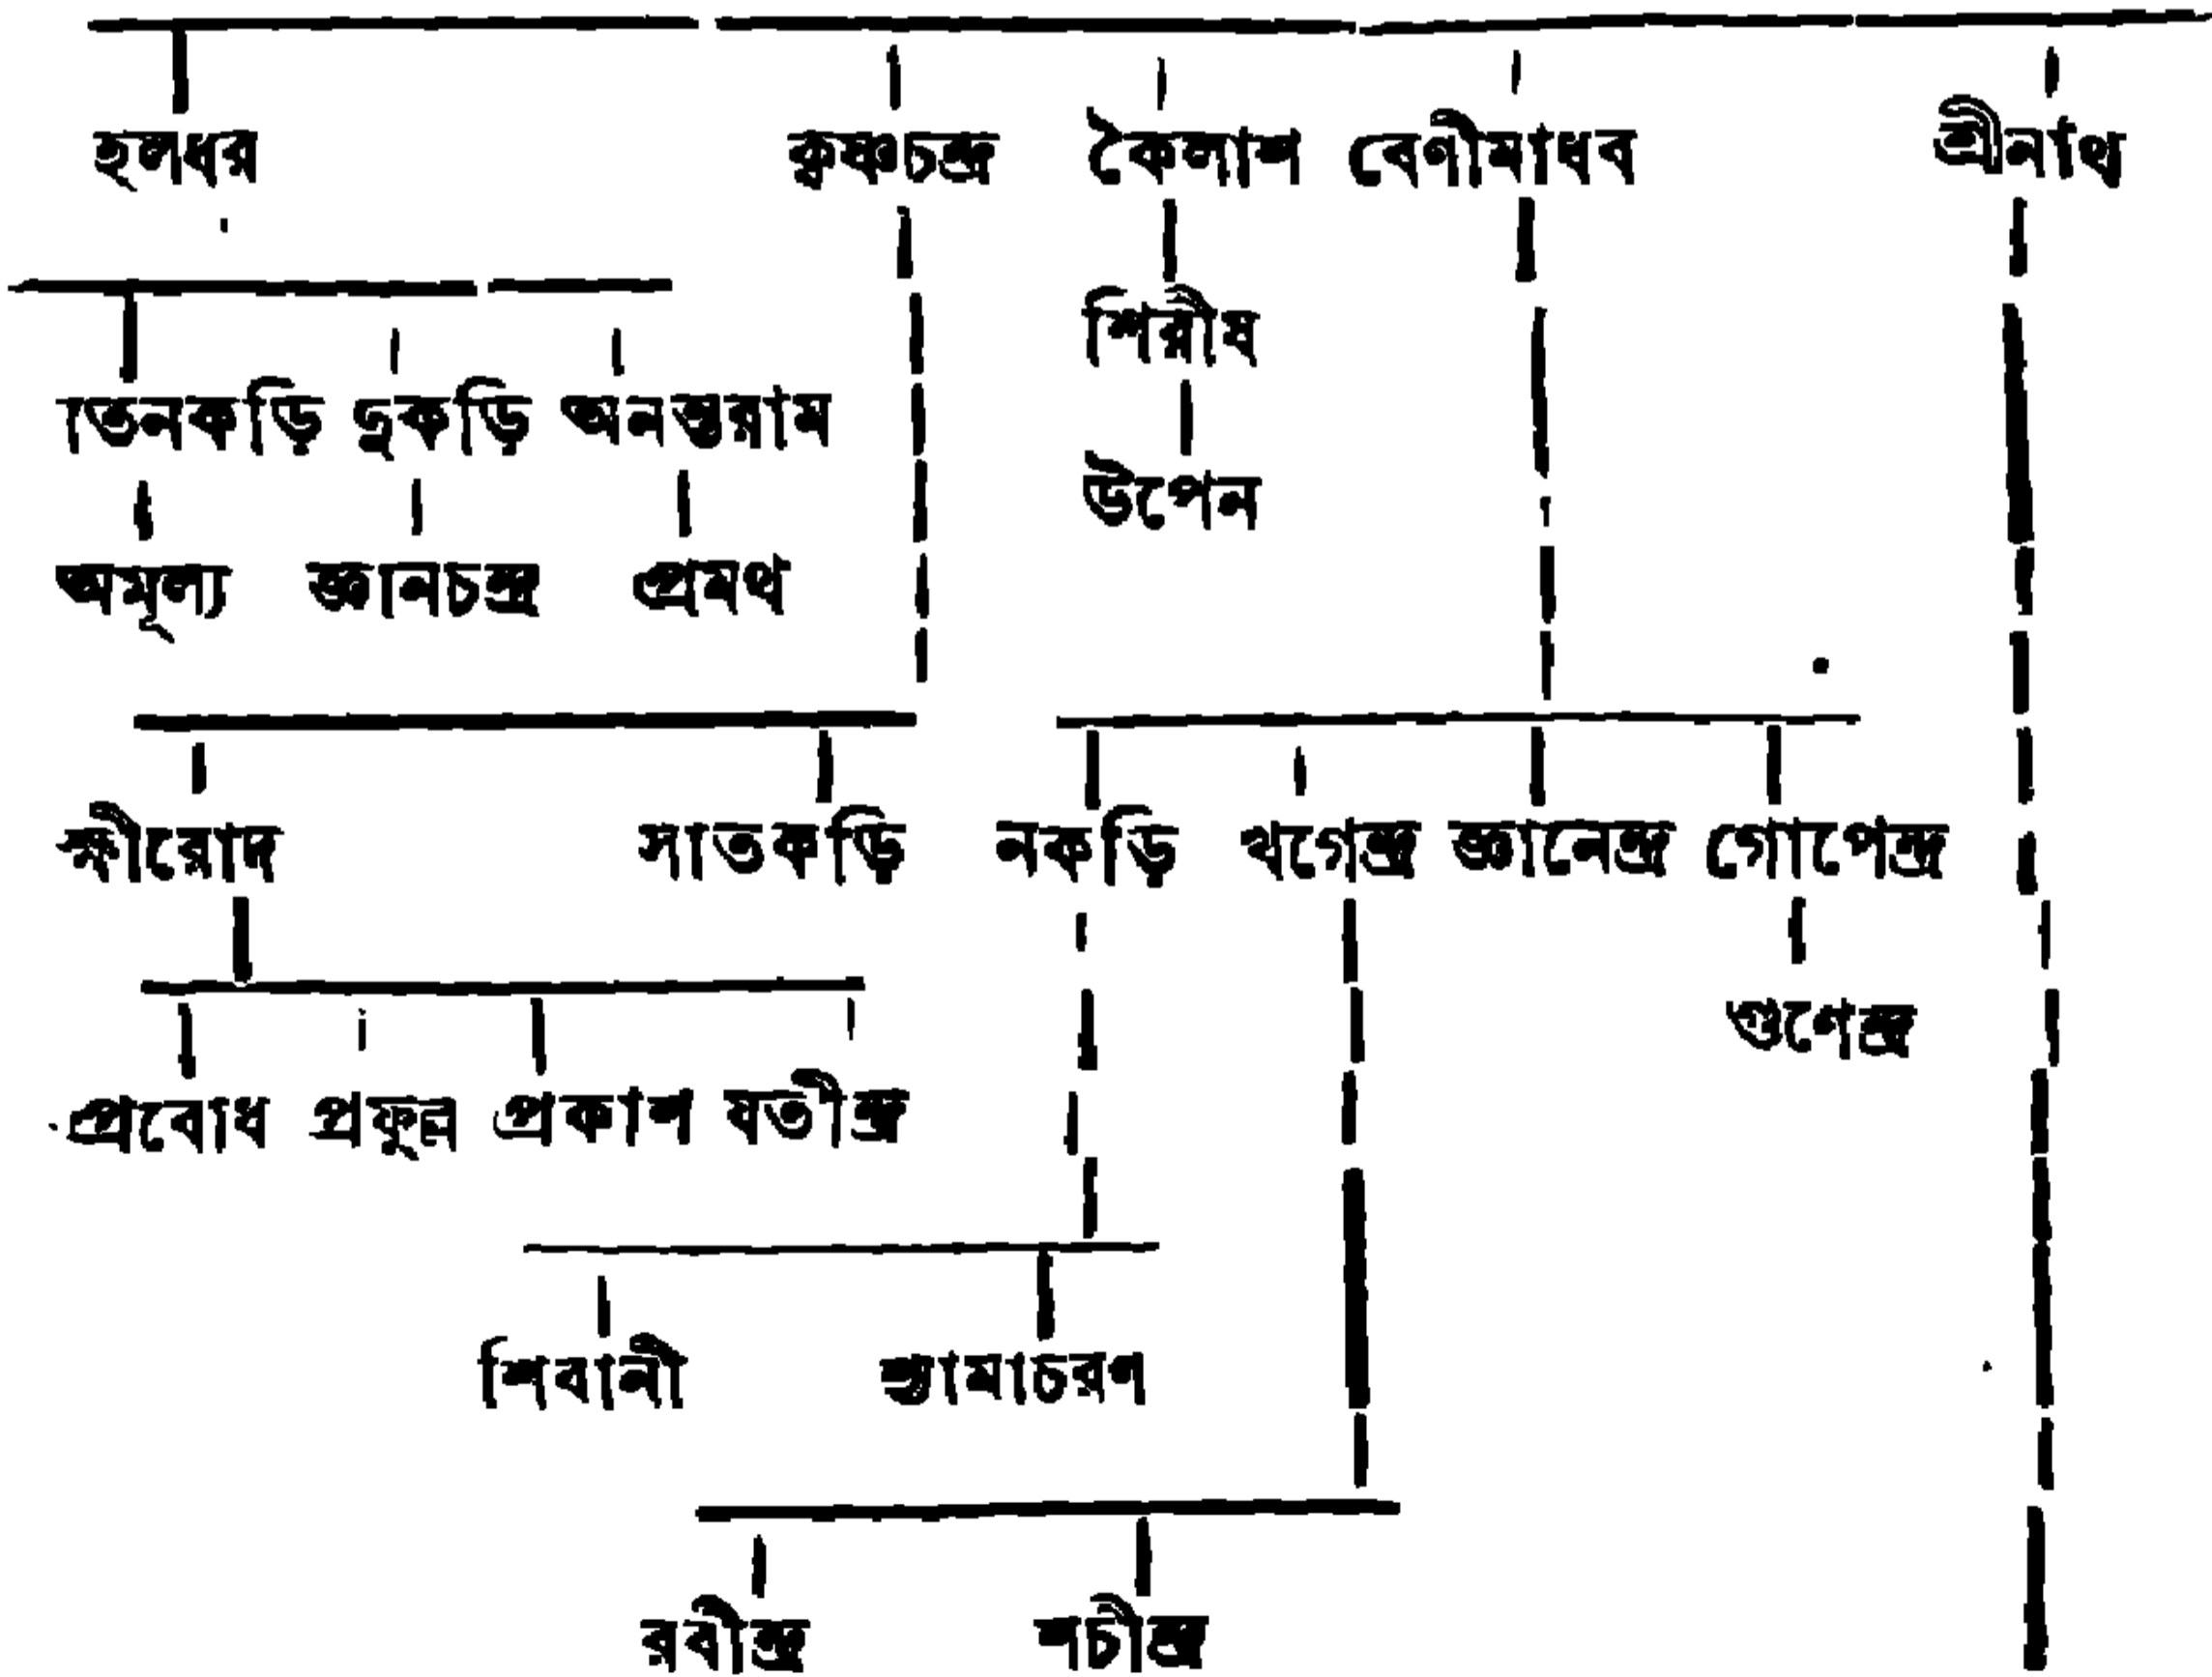 হলধর কৃষ্ণচন্দ্র কৈলাশ বেণীমাধব শ্রীনাথ
শিরীষ
তিনকড়ি দুকড়ি অনন্তরাম
উপেন
অমূল্য জ্ঞানচন্দ্র প্রমথ
ক্ষীরোদ সাতকড়ি নকড়ি খগেন্দ্র জ্ঞানেন্দ্র গোপেন্দ্র
গুণেন্দ্র
প্রবোধ প্রফুল্ল প্রকাশ যতীন্দ্র
শিবানী শ্যামাচরণ
রবীন্দ্র শচীন্দ্র